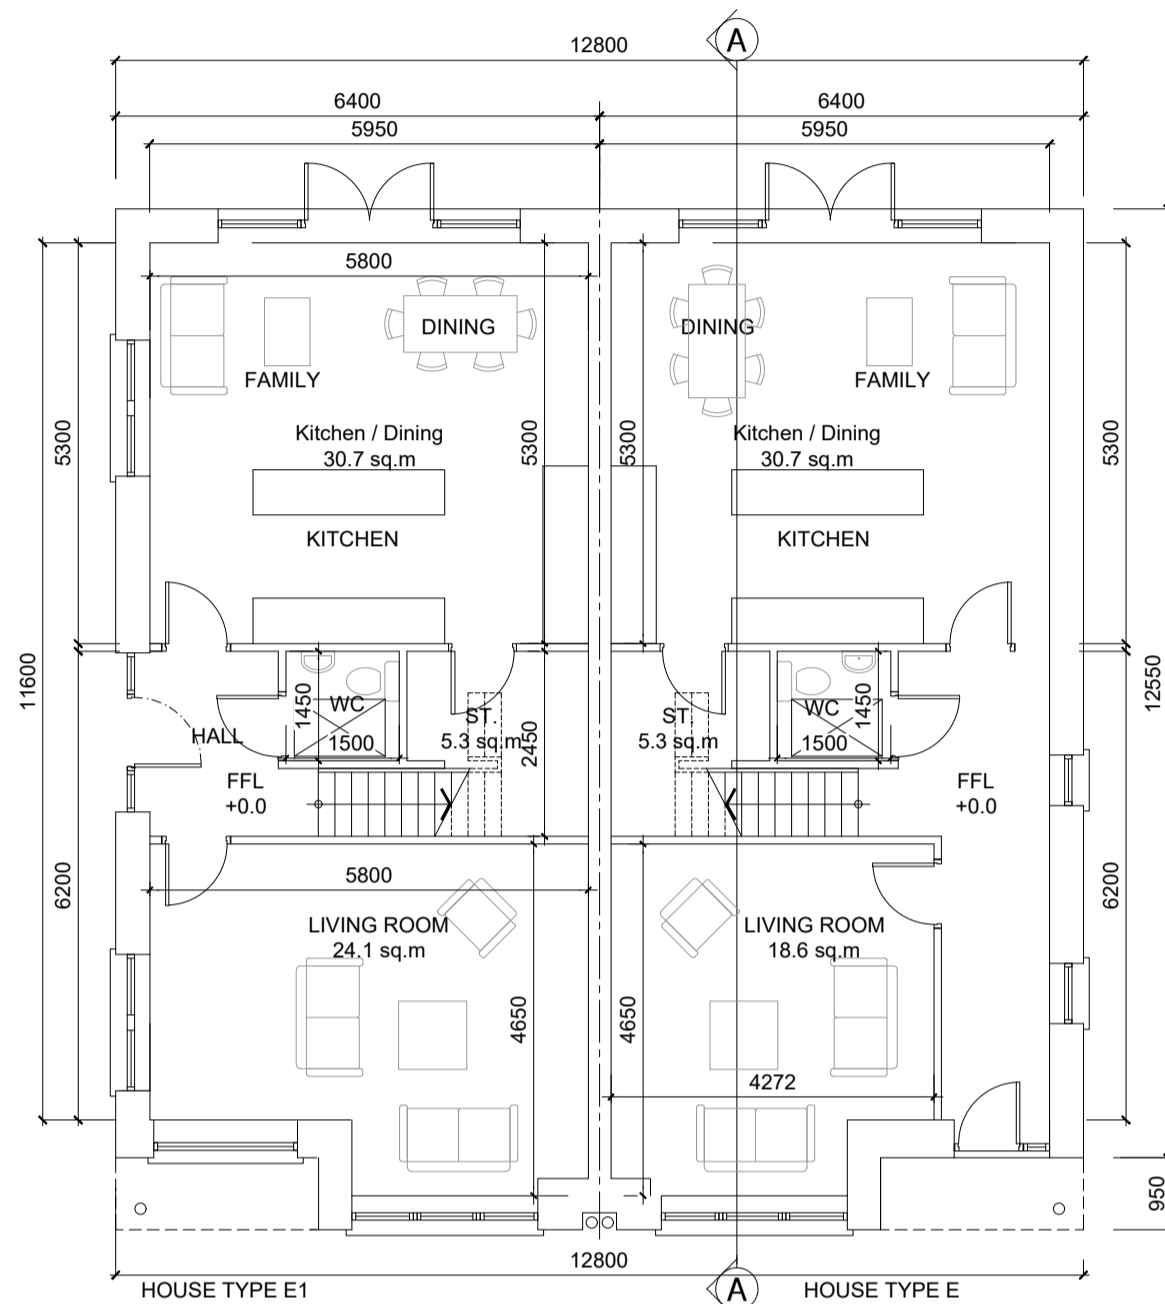 12800
A
6400
6400
5950
5950
5800
DINING
DINING
FAMILY
FAMILY
Kitchen / Dining
30.7 sq.m
Kitchen / Dining
30.7 sq.m
5300
5300
5300
5300
KITCHEN
KITCHEN
11600
12550
1450
WC
ST.
5.3 sq.m
ST.
5.3 sq.m
WC
1450
HALL
1500
2450
1500
FFL
+0.0
FFL
+0.0
6200
6200
5800
LIVING ROOM
24.1 sq.m
LIVING ROOM
18.6 sq.m
4650
4650
4272
950
12800
HOUSE TYPE E1
A
HOUSE TYPE E